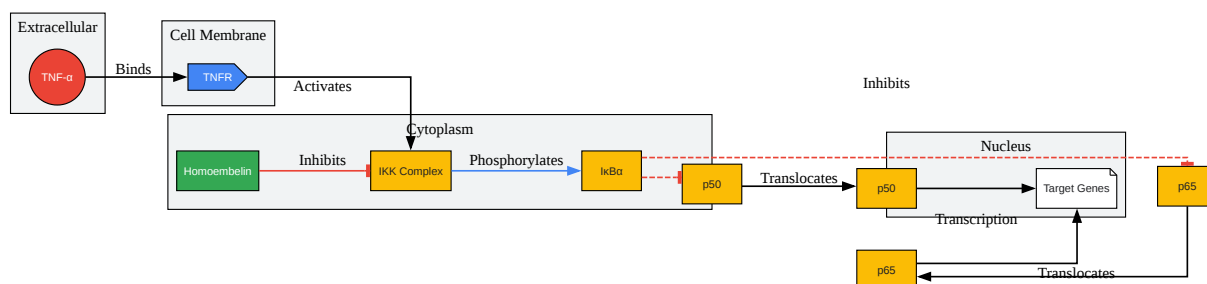 Extracellular
TNF-α
Binds
Cell Membrane
TNFR
Activates
Inhibits
Cytoplasm
Homoembelin
Inhibits
IKK Complex
Phosphorylates
IκBα
p50
Translocates
Nucleus
p50
Target Genes
p65
Transcription
p65
Translocates